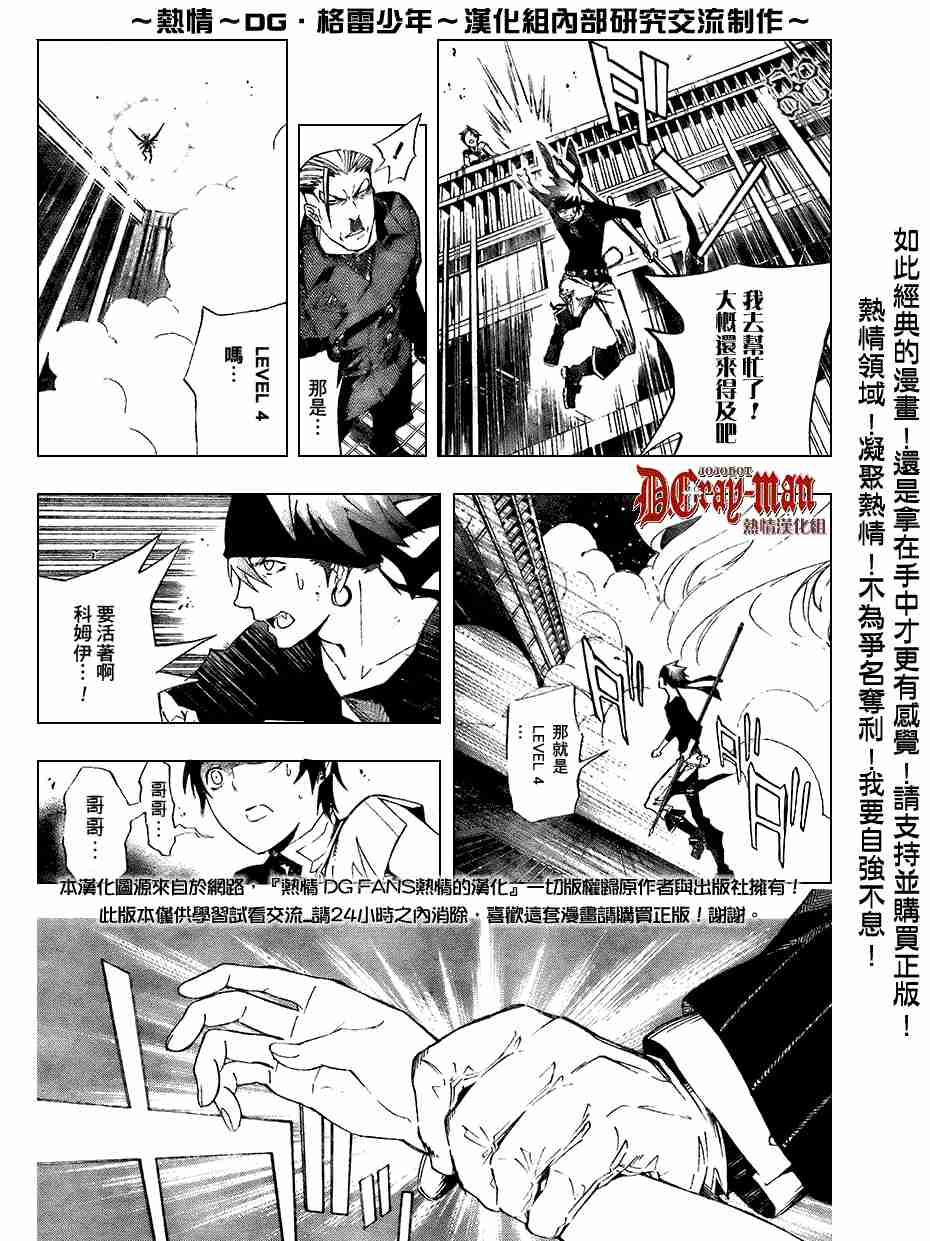 ～熱情～DG．格雷少年～漢化組內部研究交流制作～
我去幫忙了！
大概還來得及吧
！
那是…
LEVEL 4
嗎…
JOJOHOT
D.Gray-man
熱情漢化組
那就是
LEVEL 4
…
要活著啊
科姆伊…！
哥哥…
哥哥…
本漢化圖源來自於網路，『熱情 DG FANS熱情的漢化』一切版權歸原作者與出版社擁有！
此版本僅供學習試看交流_請24小時之內消除．喜歡這套漫畫請購買正版！謝謝。
如此經典的漫畫！還是拿在手中才更有感覺！請支持並購買正版！
熱情領域！凝聚熱情！不為爭名奪利！我要自強不息！